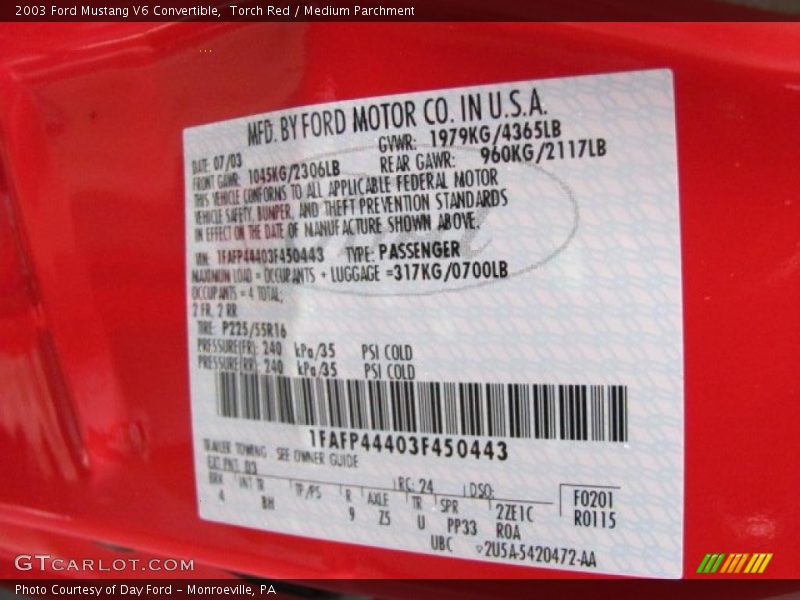 2003 Ford Mustang V6 Convertible,  Torch Red / Medium Parchment
MFD. BY FORD MOTOR CO. IN U.S.A.
DATE: 07/03 GVWR: 1979KG/4365LB
FRONT GAWR: 1045KG/2306LB REAR GAWR: 960KG/2117LB
THIS VEHICLE CONFORMS TO ALL APPLICABLE FEDERAL MOTOR
VEHICLE SAFETY, BUMPER, AND THEFT PREVENTION STANDARDS
IN EFFECT ON THE DATE OF MANUFACTURE SHOWN ABOVE.
VIN: 1FAFP44403F450443 TYPE: PASSENGER
MAXIMUM LOAD = OCCUPANTS + LUGGAGE =317KG/0700LB
OCCUPANTS = 4 TOTAL;
2 FR, 2 RR
TIRE: P225/55R16
PRESSURE(FR): 240 kPa/35 PSI COLD
PRESSURE(RR): 240 kPa/35 PSI COLD
1FAFP44403F450443
TRAILER TOWING SEE OWNER GUIDE
EXT PNT: D3 RC: 24 DSO: F0201
BRK INT TR TP/PS R AXLE TR SPR 2ZE1C R0115
4 BH 9 Z5 U PP33 ROA
UBC 2U5A-5420472-AA
GTCARLOT.COM
Photo Courtesy of Day Ford – Monroeville, PA